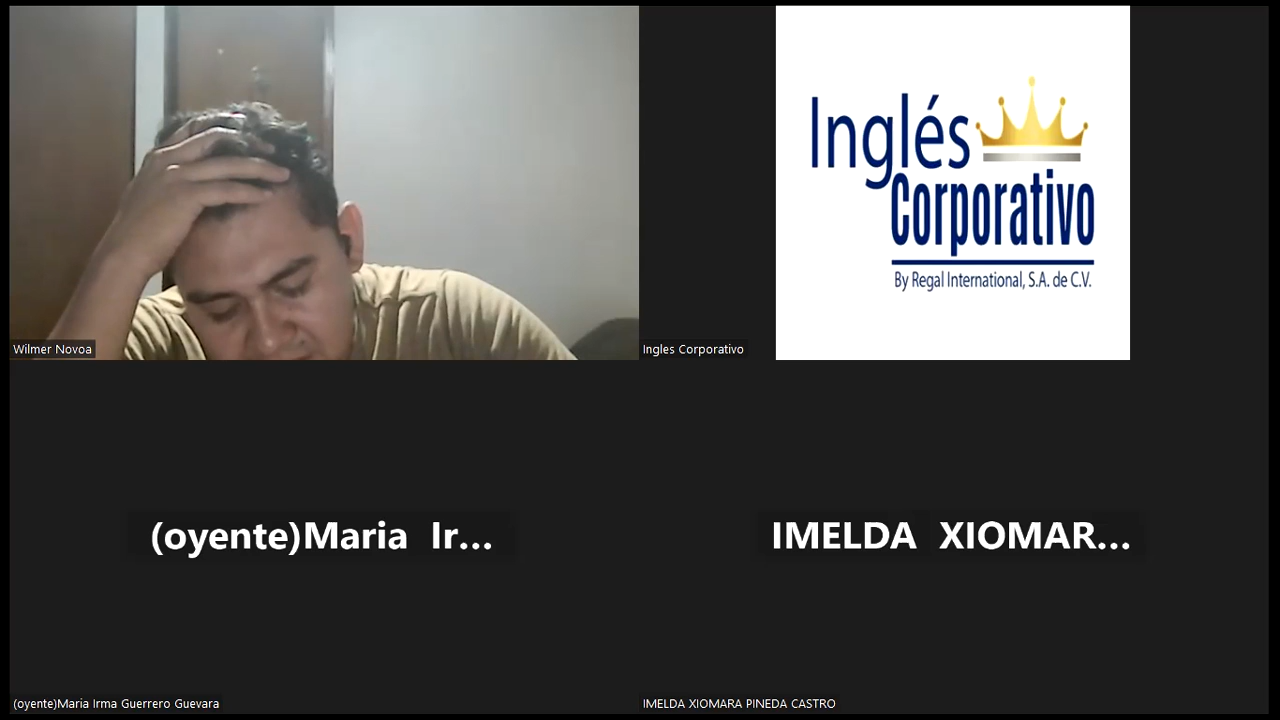 Inglés
Corporativo
By Regal International, S.A. de C.V.
Wilmer Novoa
Ingles Corporativo
(oyente)Maria Ir...
IMELDA XIOMAR...
(oyente)Maria Irma Guerrero Guevara
IMELDA XIOMARA PINEDA CASTRO